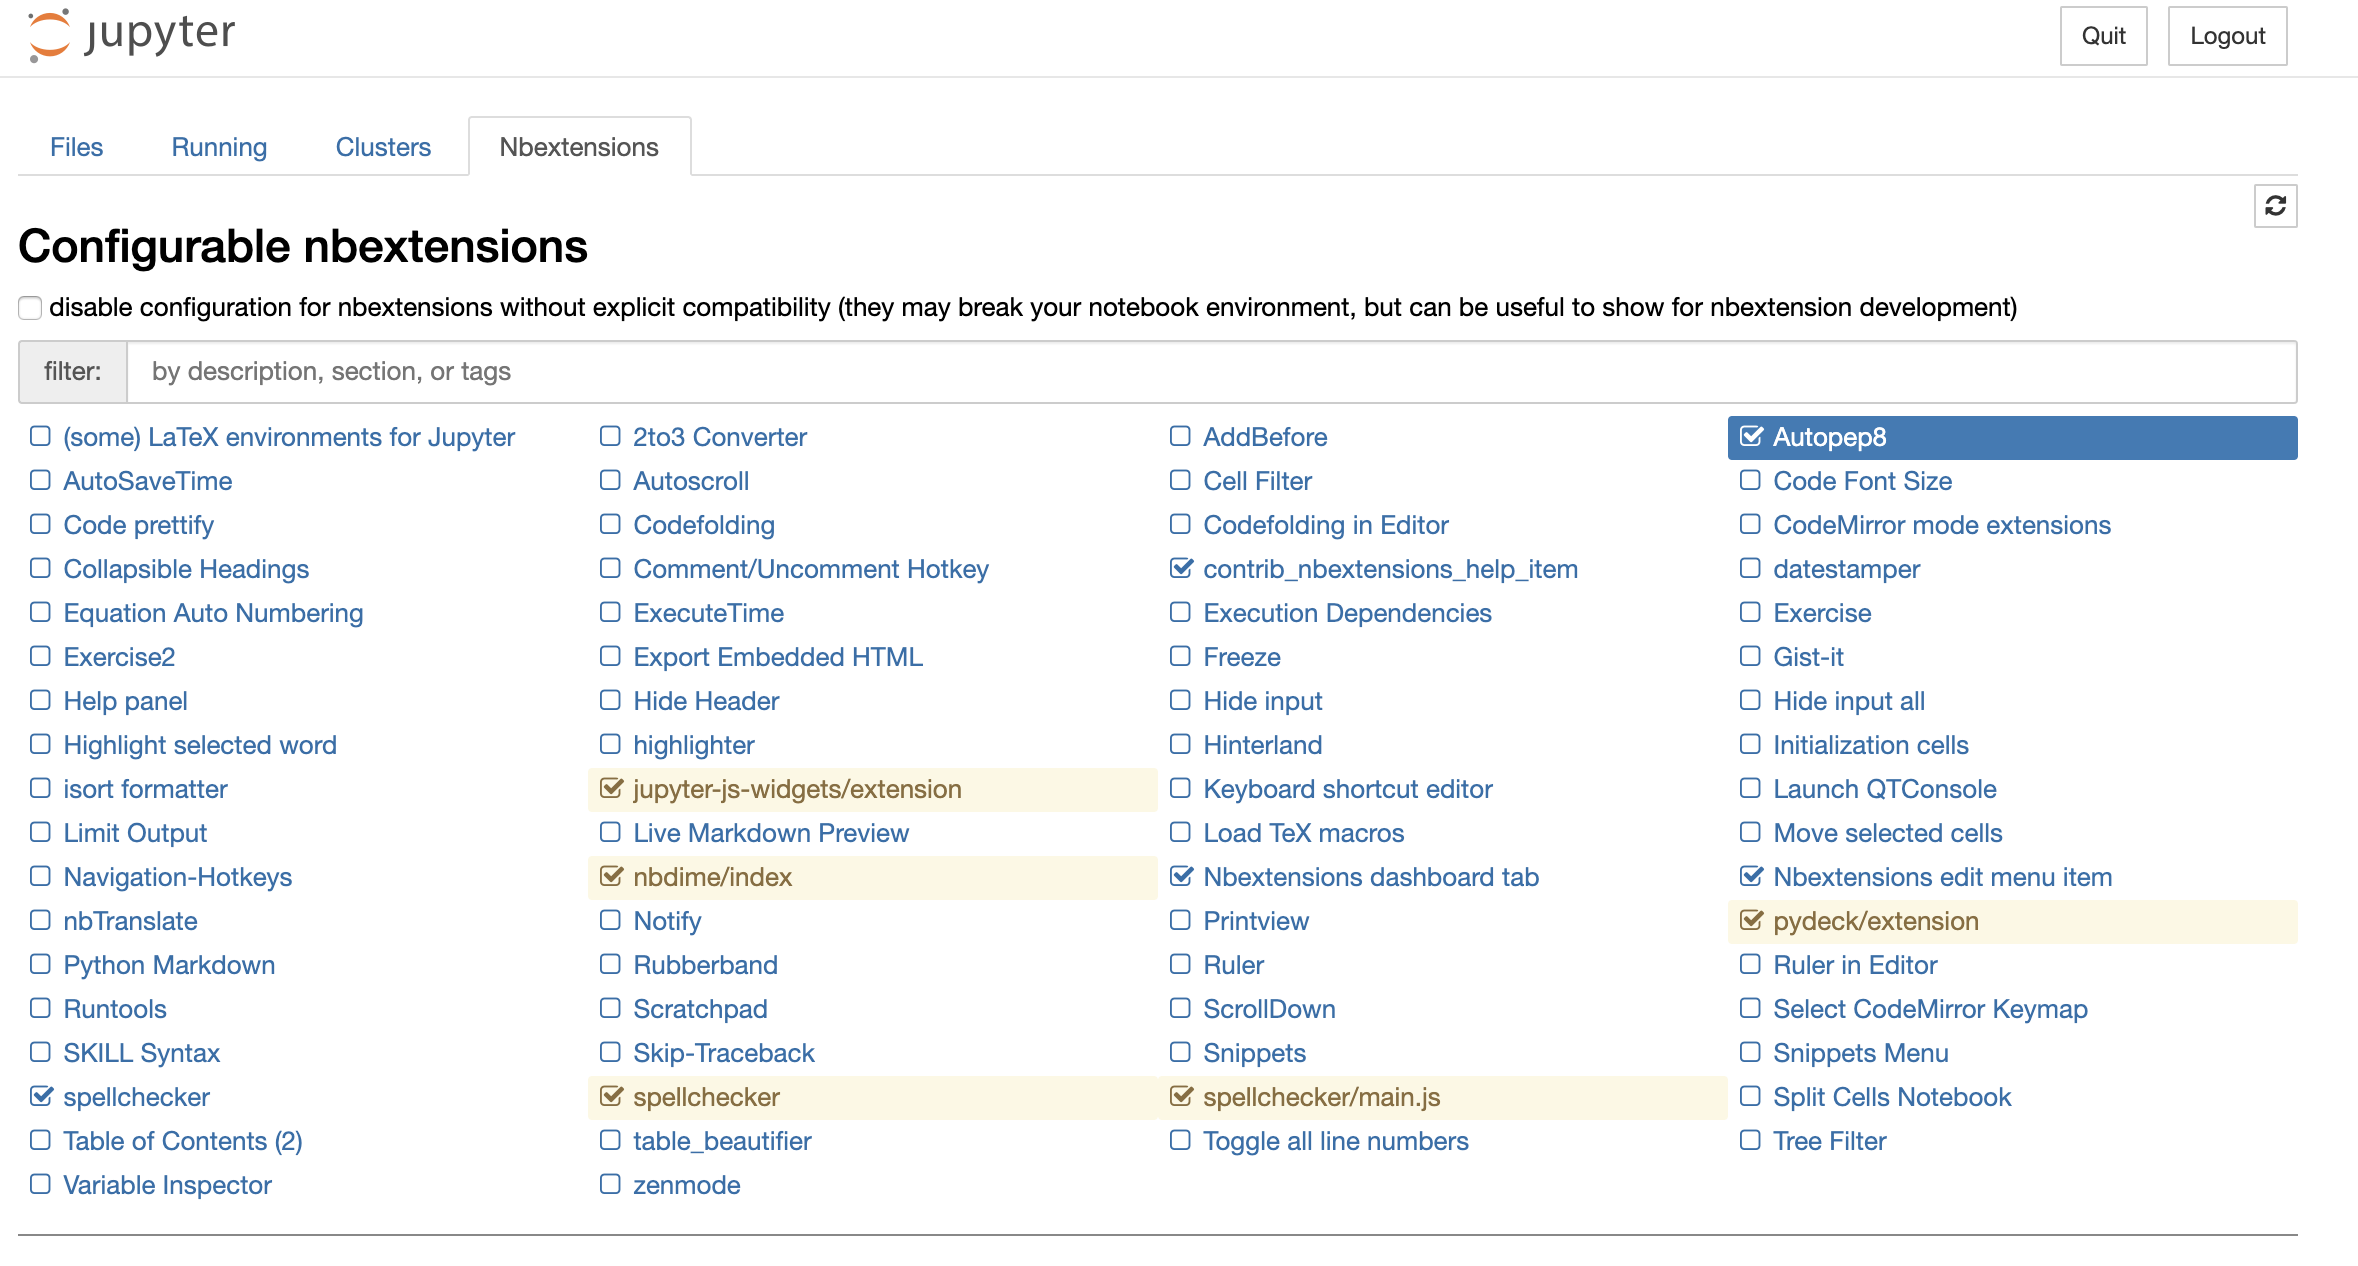 jupyter
Quit Logout
Files Running Clusters Nbextensions
Configurable nbextensions
disable configuration for nbextensions without explicit compatibility (they may break your notebook environment, but can be useful to show for nbextension development)
filter: by description, section, or tags
(some) LaTeX environments for Jupyter 2to3 Converter AddBefore Autopep8
AutoSaveTime Autoscroll Cell Filter Code Font Size
Code prettify Codefolding Codefolding in Editor CodeMirror mode extensions
Collapsible Headings Comment/Uncomment Hotkey contrib_nbextensions_help_item datestamper
Equation Auto Numbering ExecuteTime Execution Dependencies Exercise
Exercise2 Export Embedded HTML Freeze Gist-it
Help panel Hide Header Hide input Hide input all
Highlight selected word highlighter Hinterland Initialization cells
isort formatter jupyter-js-widgets/extension Keyboard shortcut editor Launch QTConsole
Limit Output Live Markdown Preview Load TeX macros Move selected cells
Navigation-Hotkeys nbdime/index Nbextensions dashboard tab Nbextensions edit menu item
nbTranslate Notify Printview pydeck/extension
Python Markdown Rubberband Ruler Ruler in Editor
Runtools Scratchpad ScrollDown Select CodeMirror Keymap
SKILL Syntax Skip-Traceback Snippets Snippets Menu
spellchecker spellchecker spellchecker/main.js Split Cells Notebook
Table of Contents (2) table_beautifier Toggle all line numbers Tree Filter
Variable Inspector zenmode